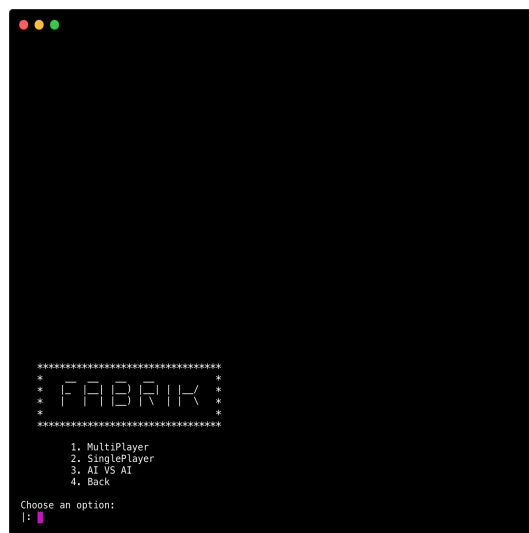 FABRIK
1. MultiPlayer
2. SinglePlayer
3. AI VS AI
4. Back
Choose an option:
|: